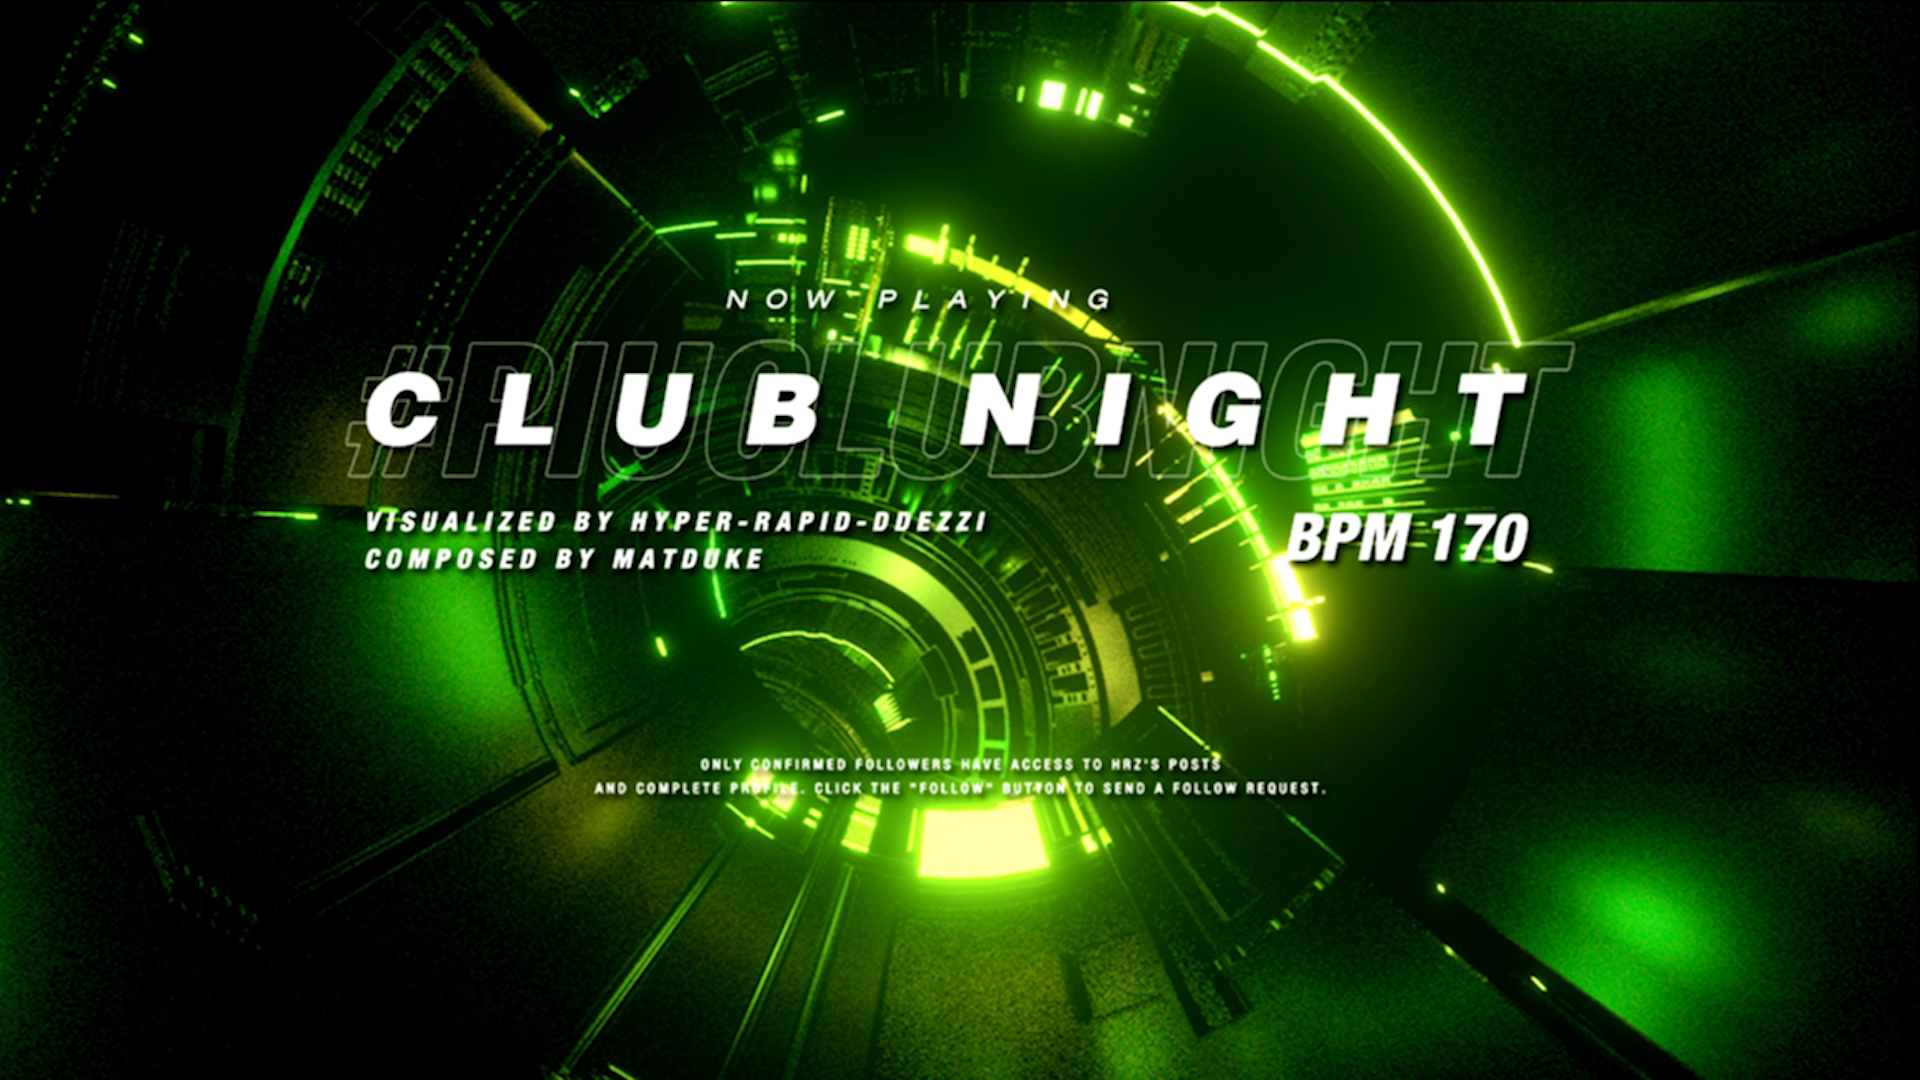 NOW PLAYING
#PIUCLUBNIGHT
CLUB NIGHT
VISUALIZED BY HYPER-RAPID-DDEZZI
COMPOSED BY MATDUKE
BPM 170
ONLY CONFIRMED FOLLOWERS HAVE ACCESS TO HRZ'S POSTS
AND COMPLETE PROFILE. CLICK THE "FOLLOW" BUTTON TO SEND A FOLLOW REQUEST.